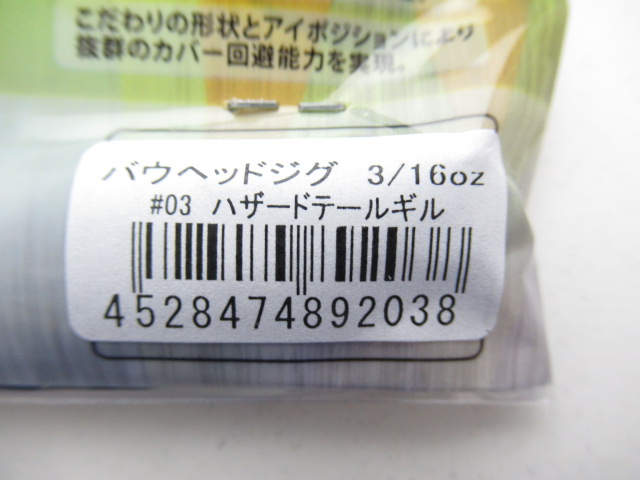 こだわりの形状とアイポジションにより
抜群のカバー回避能力を実現。
バウヘッドジグ 3/16oz
#03 ハザードテールギル
4528474892038